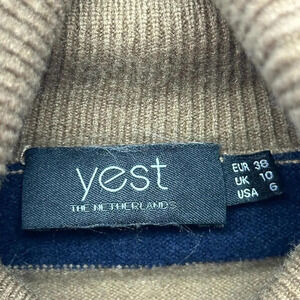 yest
THE NETHERLANDS
EUR 38
UK 10
USA 6